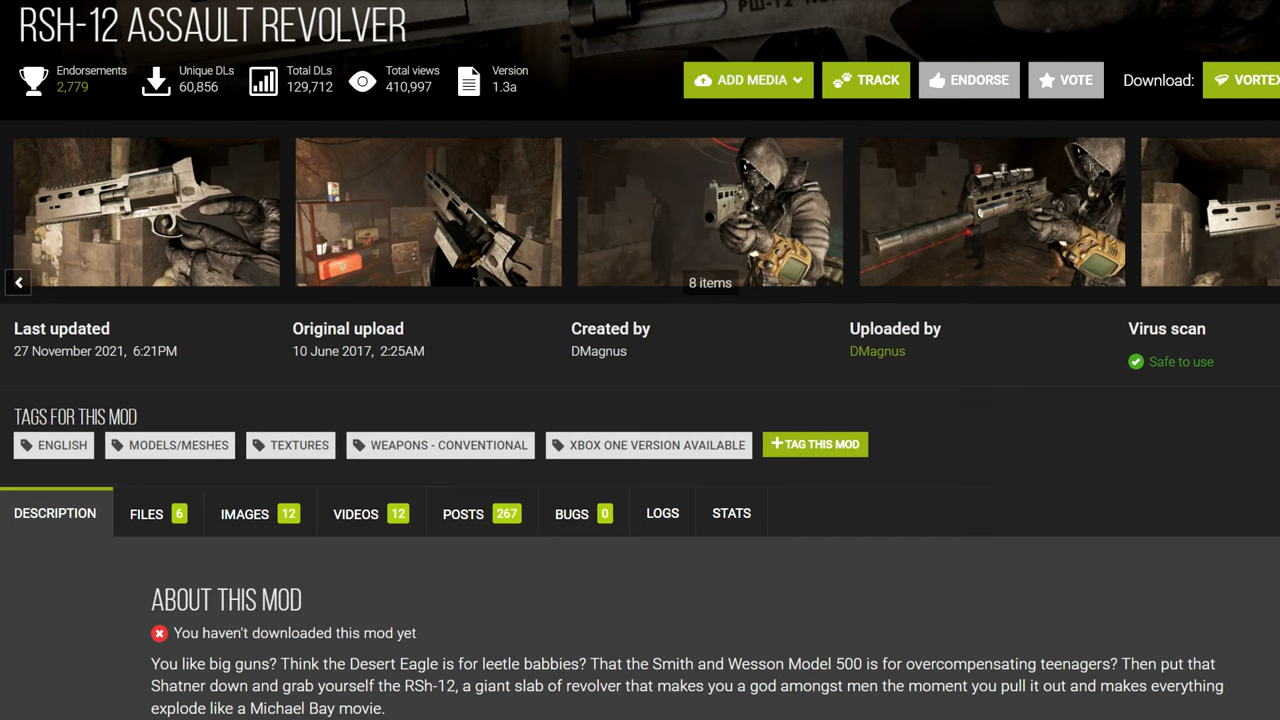 RSH-12 ASSAULT REVOLVER
Endorsements
2,779
Unique DLs
60,856
Total DLs
129,712
Total views
410,997
Version
1.3a
ADD MEDIA
TRACK
ENDORSE
VOTE
Download:
8 items
Last updated
27 November 2021, 6:21PM
Original upload
10 June 2017, 2:25AM
Created by
DMagnus
Uploaded by
DMagnus
Virus scan
Safe to use
TAGS FOR THIS MOD
ENGLISH
MODELS/MESHES
TEXTURES
WEAPONS - CONVENTIONAL
XBOX ONE VERSION AVAILABLE
+TAG THIS MOD
DESCRIPTION
FILES 6
IMAGES 12
VIDEOS 12
POSTS 267
BUGS 0
LOGS
STATS
ABOUT THIS MOD
You haven't downloaded this mod yet
You like big guns? Think the Desert Eagle is for leetle babbies? That the Smith and Wesson Model 500 is for overcompensating teenagers? Then put that
Shatner down and grab yourself the RSh-12, a giant slab of revolver that makes you a god amongst men the moment you pull it out and makes everything
explode like a Michael Bay movie.